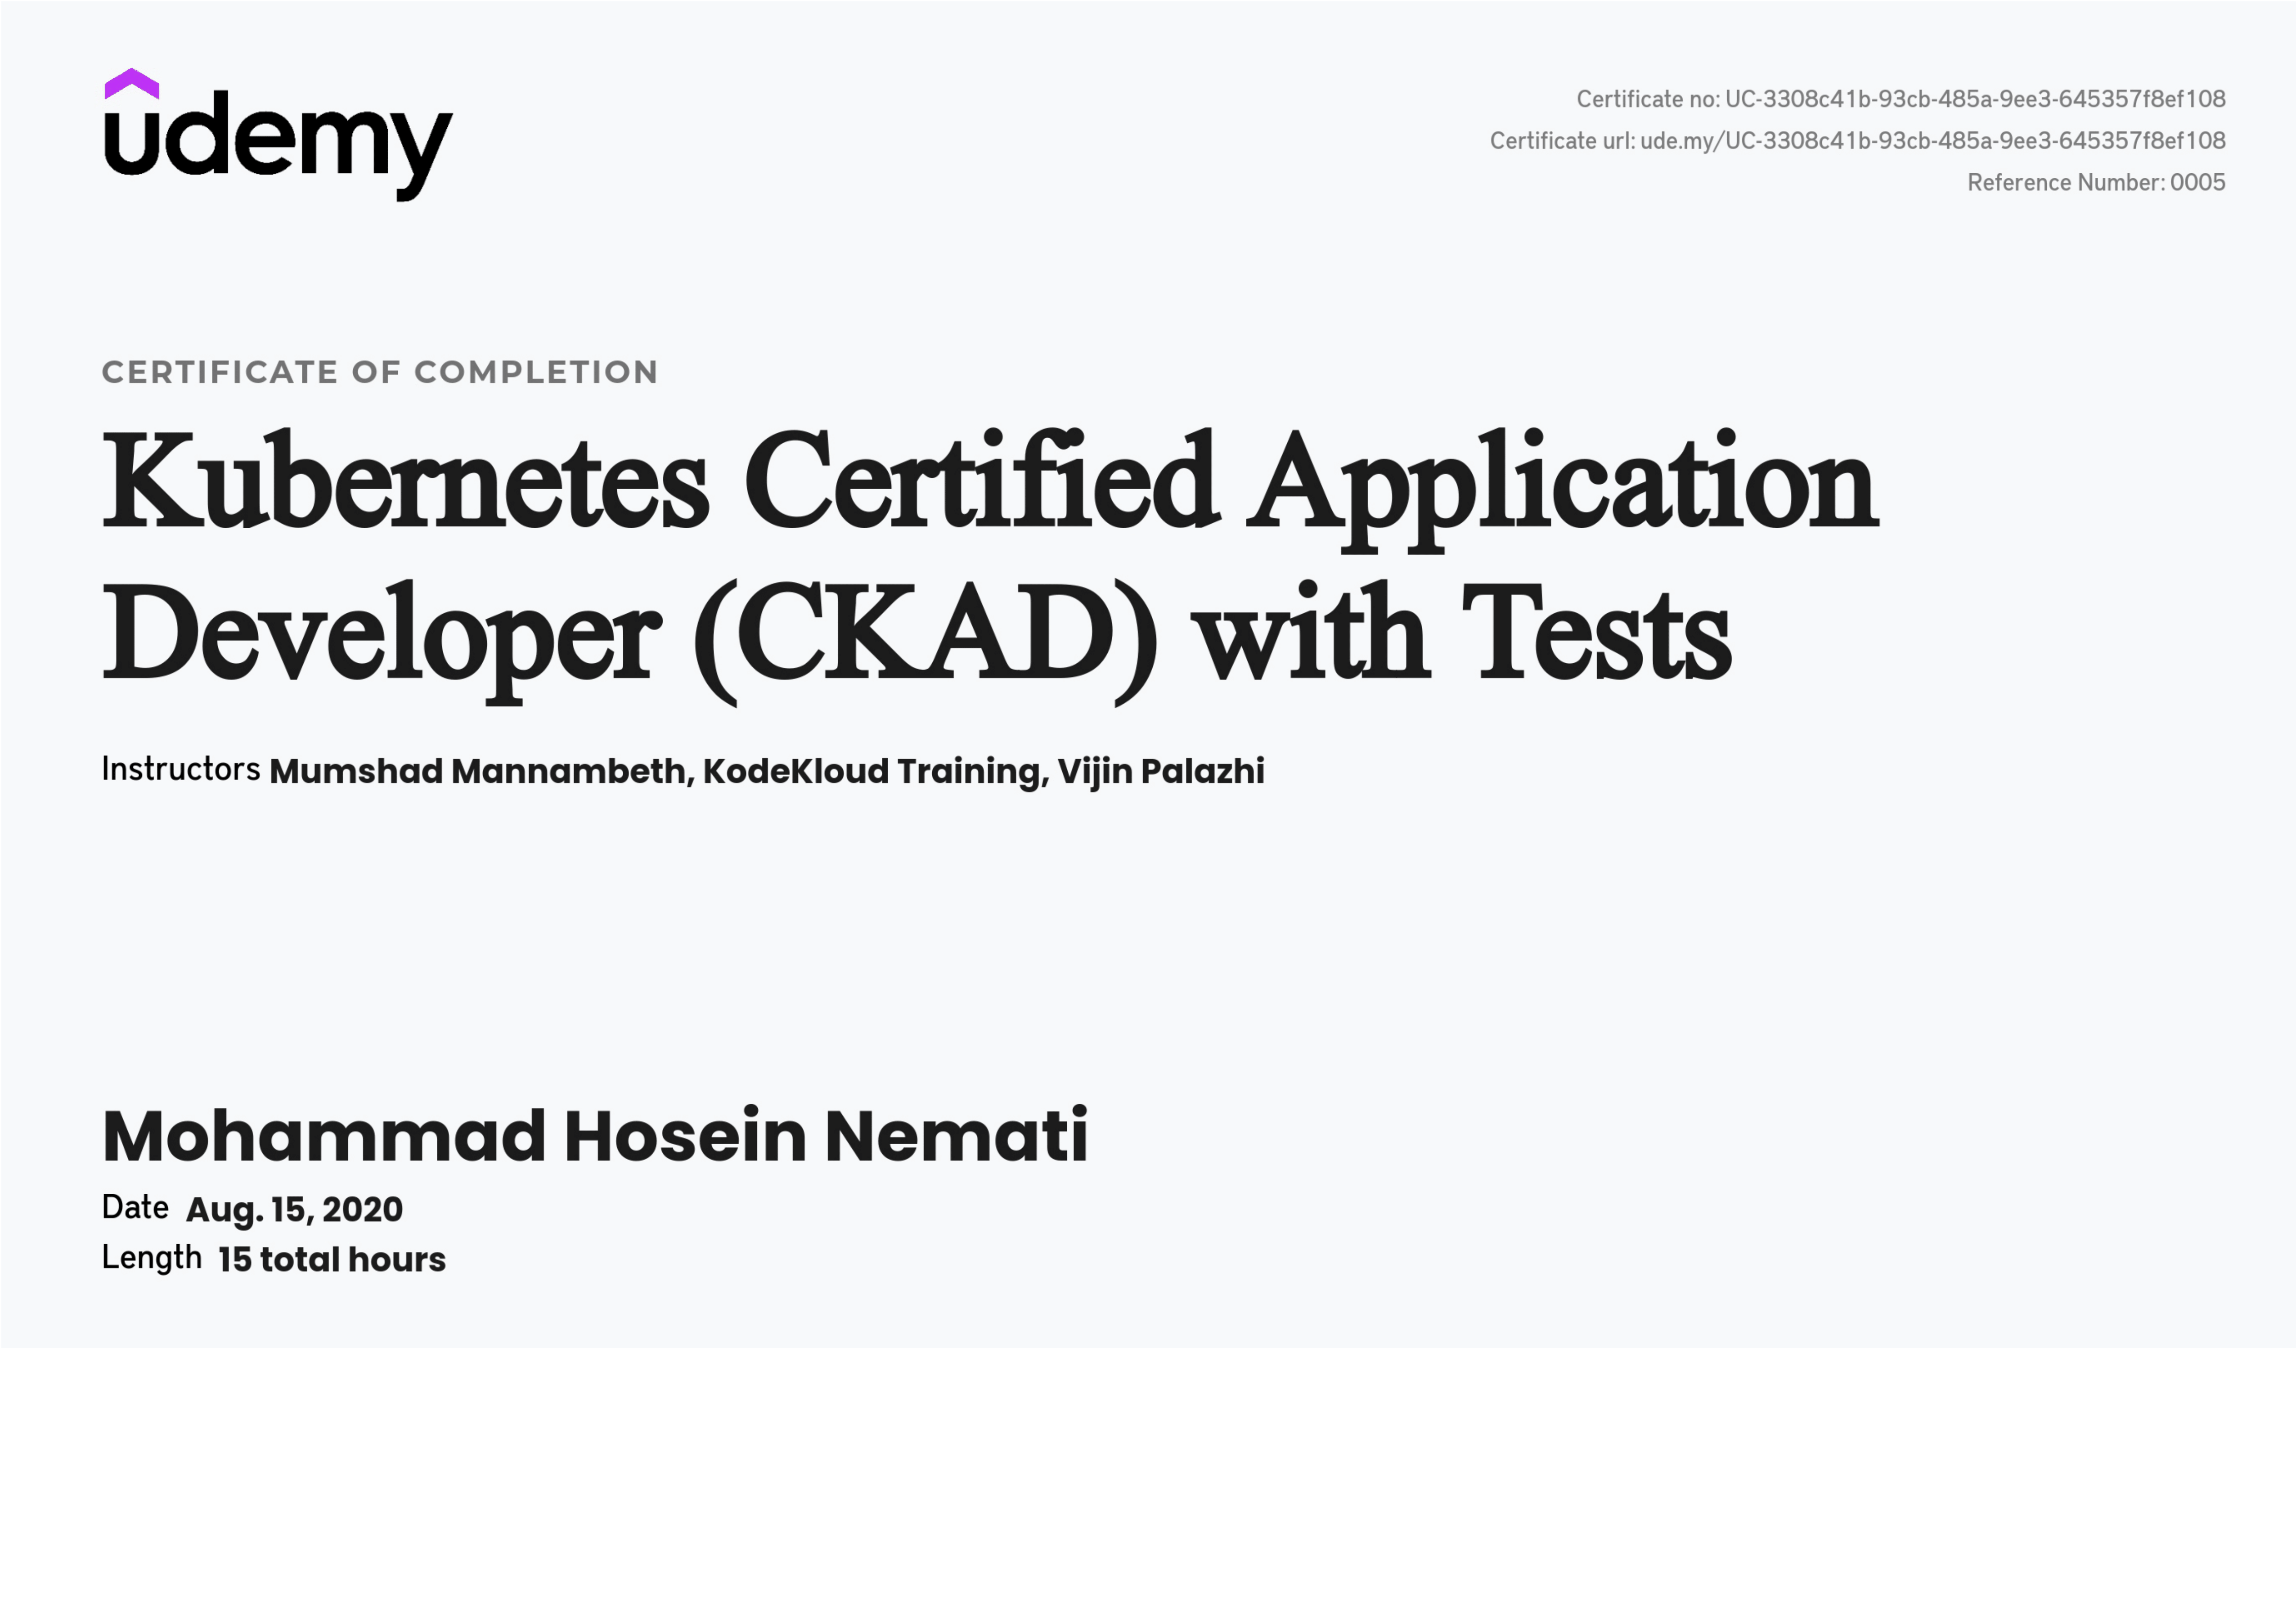 udemy
Certificate no: UC-3308c41b-93cb-485a-9ee3-645357f8ef108
Certificate url: ude.my/UC-3308c41b-93cb-485a-9ee3-645357f8ef108
Reference Number: 0005
CERTIFICATE OF COMPLETION
Kubernetes Certified Application
Developer (CKAD) with Tests
Instructors Mumshad Mannambeth, KodeKloud Training, Vijin Palazhi
Mohammad Hosein Nemati
Date Aug. 15, 2020
Length 15 total hours